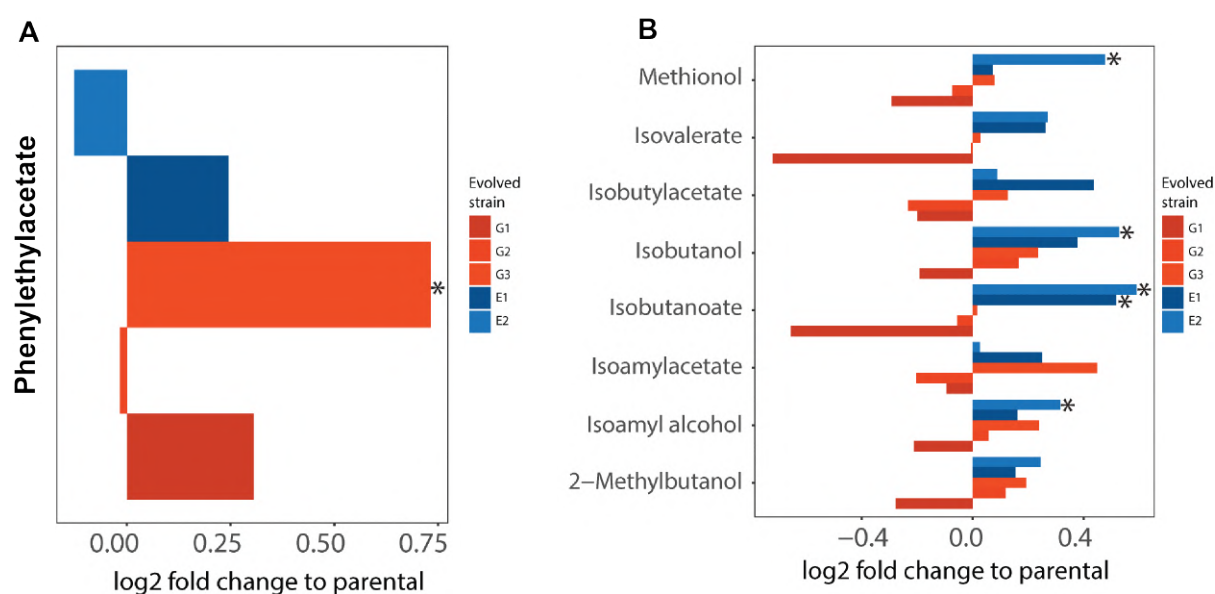 A
Phenylethylacetate
*
0.00 0.25 0.50 0.75
log2 fold change to parental
Evolved
strain
G1
G2
G3
E1
E2
B
Methionol
*
Isovalerate
Isobutylacetate
Isobutanol
*
Isobutanoate
*
*
Isoamylacetate
Isoamyl alcohol
*
2−Methylbutanol
−0.4 0.0 0.4
log2 fold change to parental
Evolved
strain
G1
G2
G3
E1
E2